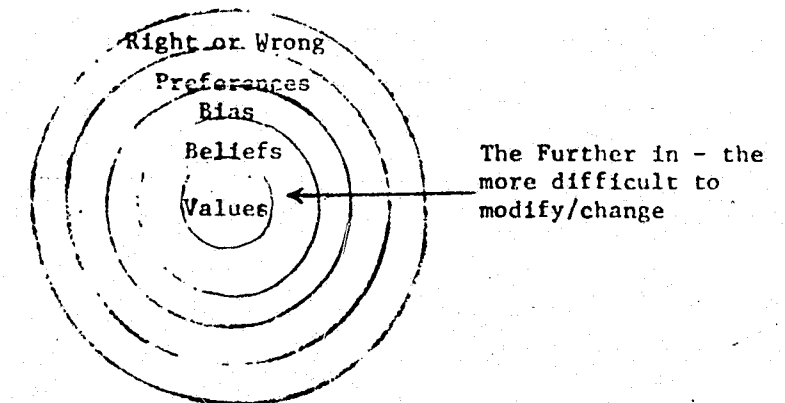 Right or Wrong
Preferences
Bias
Beliefs
Values
The Further in - the
more difficult to
modify/change